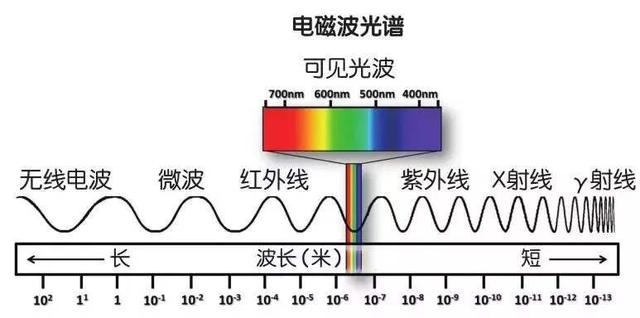 电磁波光谱
可见光波
700nm 600nm 500nm 400nm
无线电波 微波 红外线 紫外线 X射线 γ射线
长 波长(米) 短
10² 1¹ 1 10⁻¹ 10⁻² 10⁻³ 10⁻⁴ 10⁻⁵ 10⁻⁶ 10⁻⁷ 10⁻⁸ 10⁻⁹ 10⁻¹⁰ 10⁻¹¹ 10⁻¹² 10⁻¹³